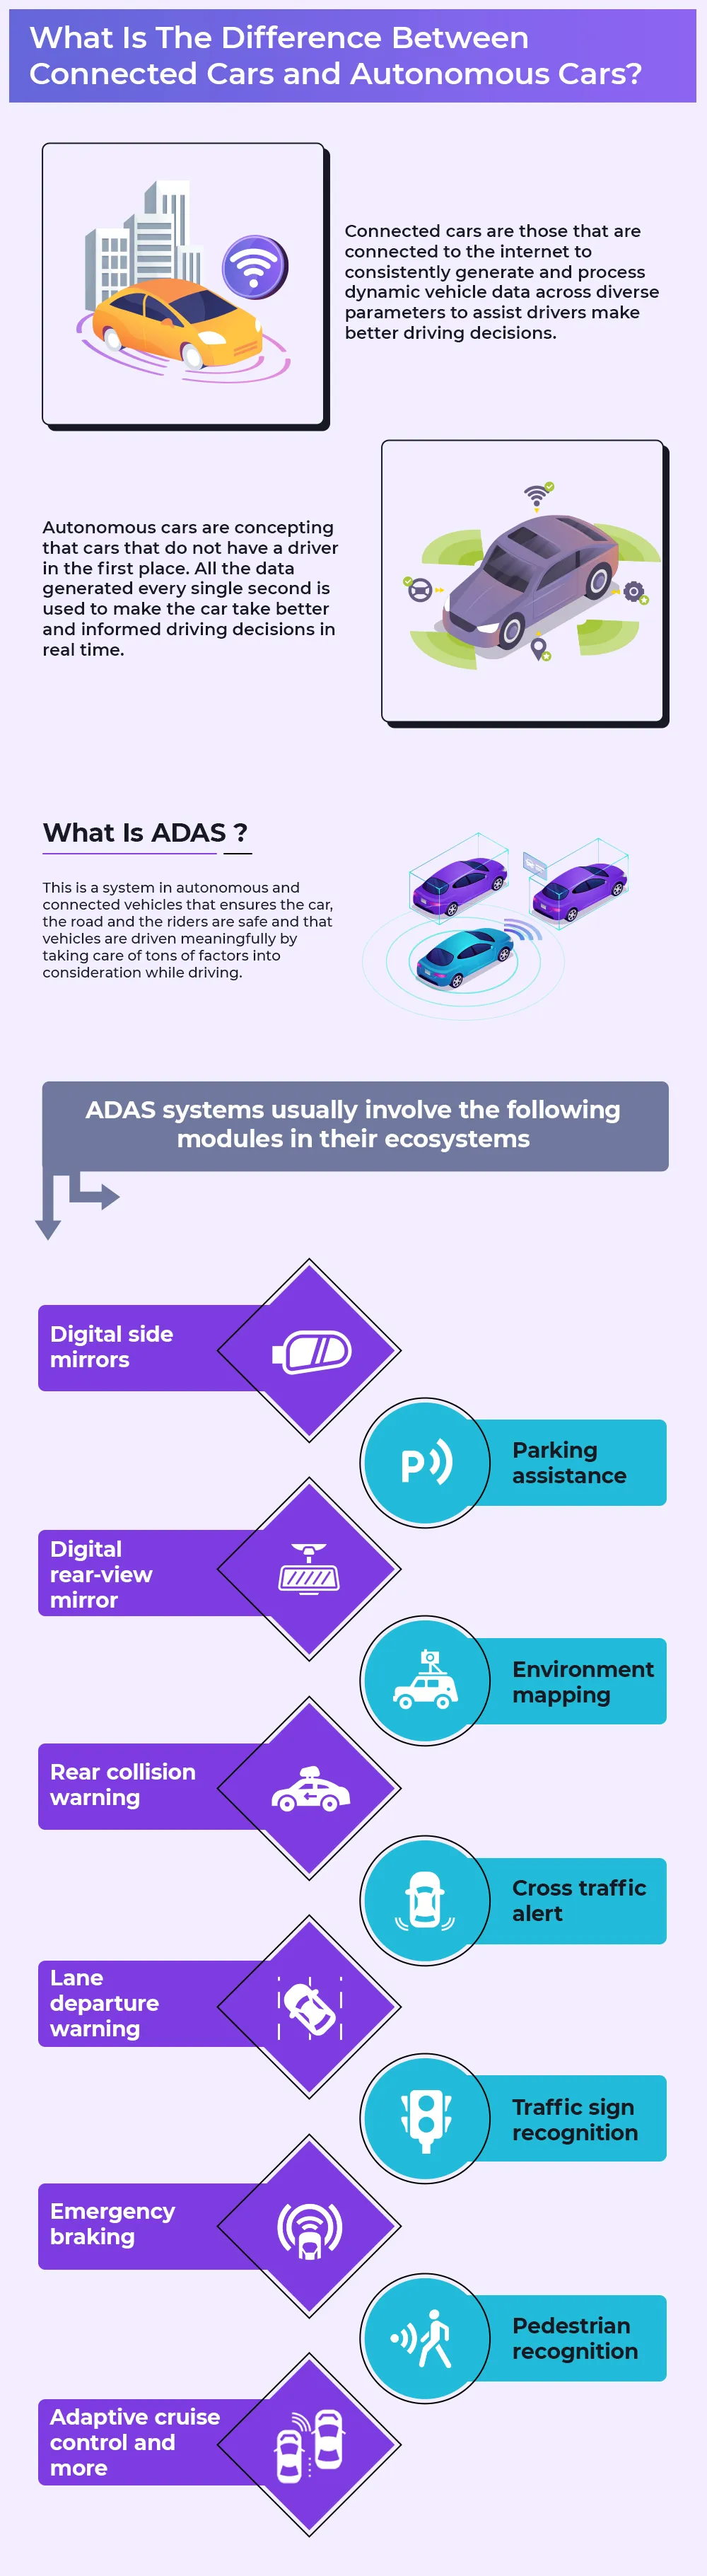 What Is The Difference Between
Connected Cars and Autonomous Cars?
Connected cars are those that are
connected to the internet to
consistently generate and process
dynamic vehicle data across diverse
parameters to assist drivers make
better driving decisions.
Autonomous cars are concepting
that cars that do not have a driver
in the first place. All the data
generated every single second is
used to make the car take better
and informed driving decisions in
real time.
What Is ADAS ?
This is a system in autonomous and
connected vehicles that ensures the car,
the road and the riders are safe and that
vehicles are driven meaningfully by
taking care of tons of factors into
consideration while driving.
ADAS systems usually involve the following
modules in their ecosystems
Digital side
mirrors
P
Parking
assistance
Digital
rear-view
mirror
Environment
mapping
Rear collision
warning
Cross traffic
alert
Lane
departure
warning
Traffic sign
recognition
Emergency
braking
Pedestrian
recognition
Adaptive cruise
control and
more